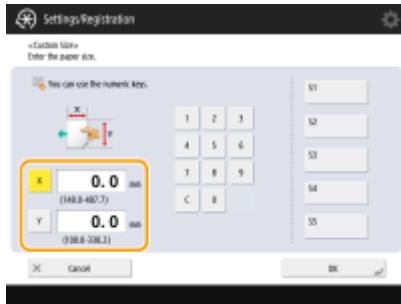 Settings/Registration
<Custom Size>
Enter the paper size.
You can use the numeric keys.
X
Y
1 2 3
4 5 6
7 8 9
C 0
X 0.0 mm
(148.0-487.7)
Y 0.0 mm
(100.0-330.2)
S1
S2
S3
S4
S5
Cancel
OK